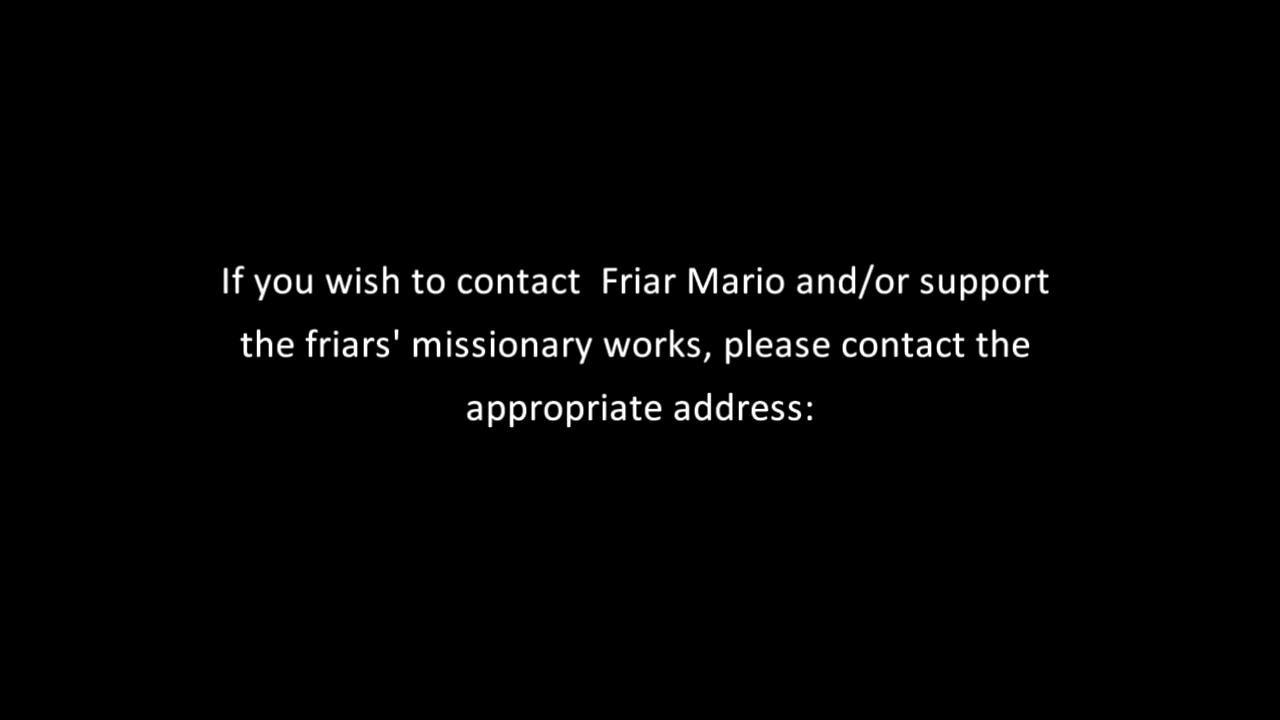 If you wish to contact  Friar Mario and/or support
the friars' missionary works, please contact the
appropriate address: